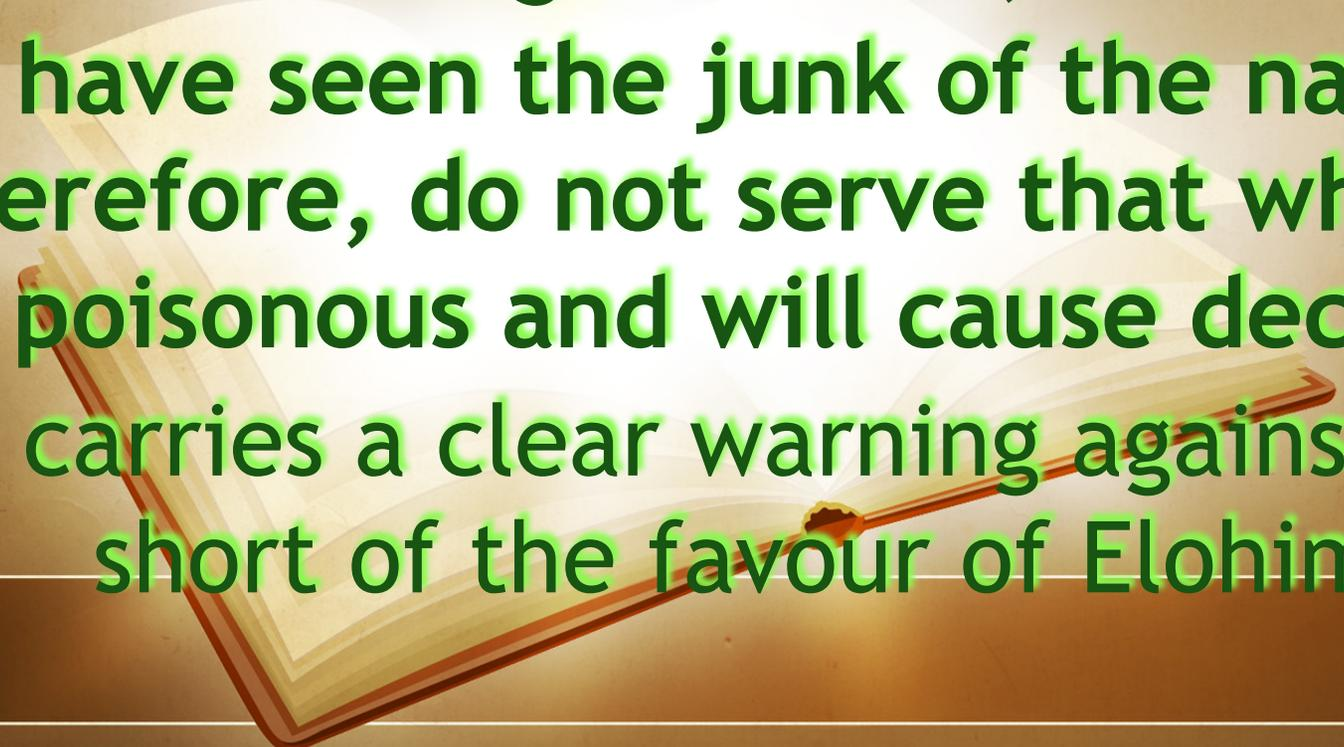 have seen the junk of the na
erefore, do not serve that wh
poisonous and will cause dec
carries a clear warning agains
short of the favour of Elohim